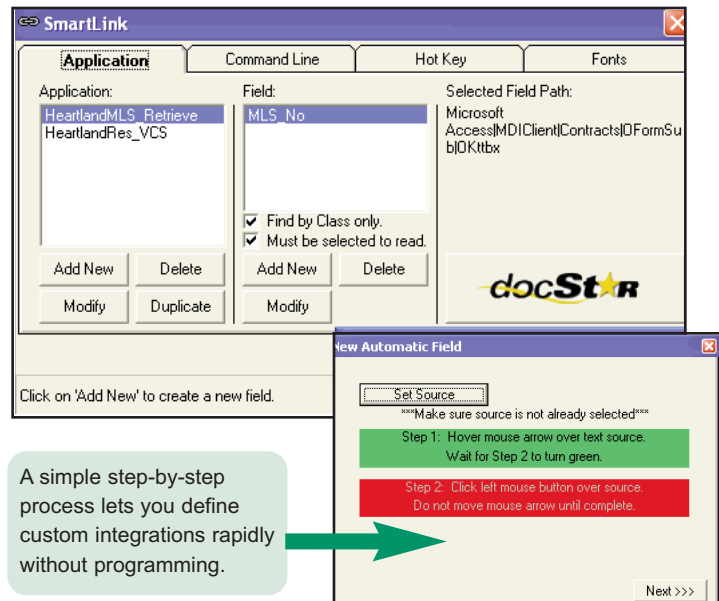 SmartLink
Application
Command Line
Hot Key
Fonts
Application:
HeartlandMLS_Retrieve
HeartlandRes_VCS
Add New
Delete
Modify
Duplicate
Field:
MLS_No
Find by Class only.
Must be selected to read.
Add New
Delete
Modify
Selected Field Path:
Microsoft
Access|MDIClient|Contracts|OFormSu
b|OKttbx
docStar
Click on 'Add New' to create a new field.
New Automatic Field
Set Source
***Make sure source is not already selected***
Step 1: Hover mouse arrow over text source.
Wait for Step 2 to turn green.
Step 2: Click left mouse button over source.
Do not move mouse arrow until complete.
Next >>>
A simple step-by-step
process lets you define
custom integrations rapidly
without programming.